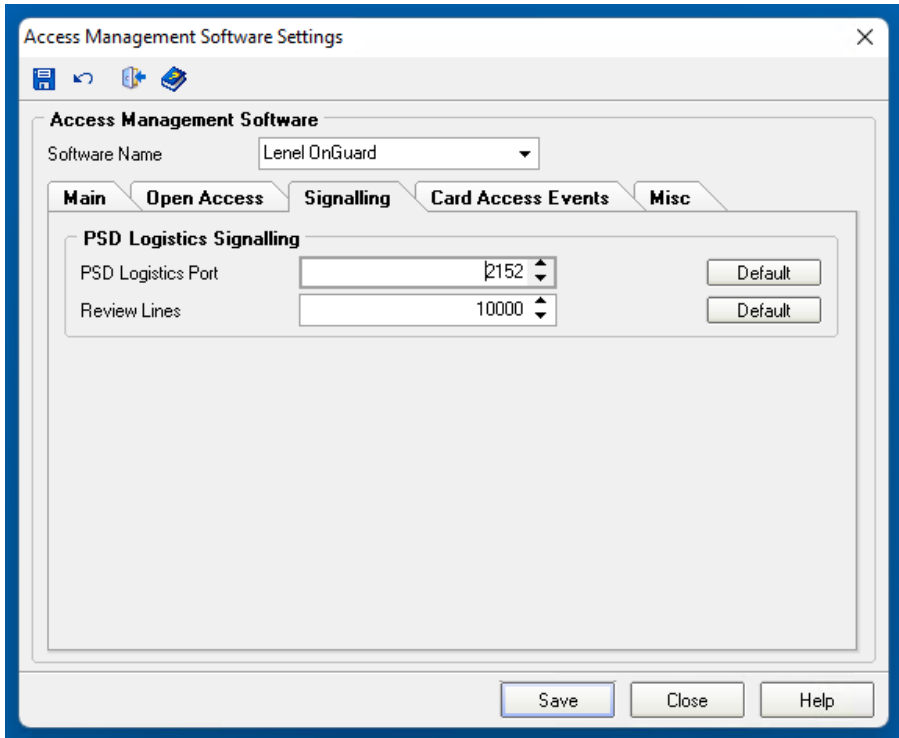 Access Management Software Settings
Access Management Software
Software Name Lenel OnGuard
Main Open Access Signalling Card Access Events Misc
PSD Logistics Signalling
PSD Logistics Port 2152 Default
Review Lines 10000 Default
Save Close Help